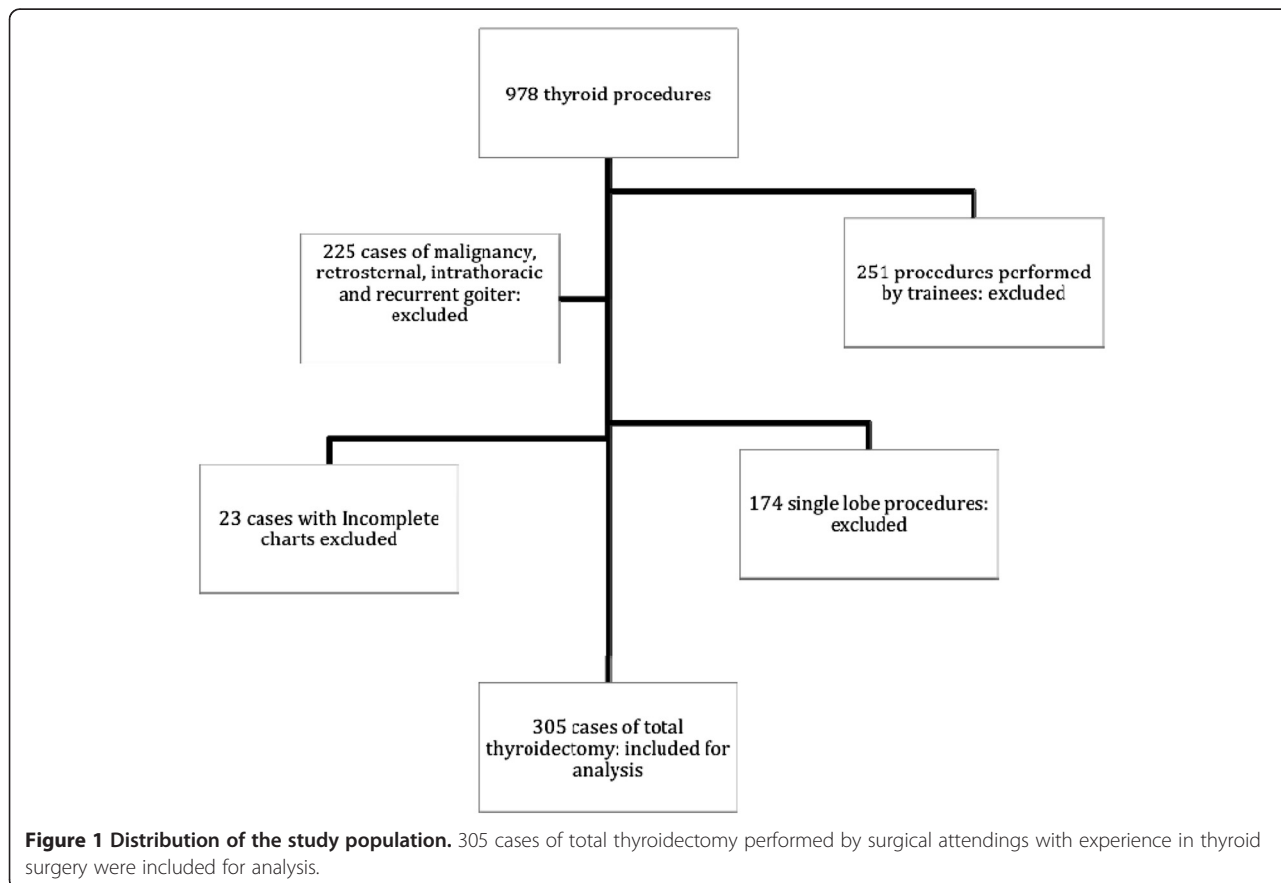 978 thyroid procedures
225 cases of malignancy,
retrosternal, intrathoracic
and recurrent goiter:
excluded
251 procedures performed
by trainees: excluded
23 cases with Incomplete
charts excluded
174 single lobe procedures:
excluded
305 cases of total
thyroidectomy: included for
analysis
Figure 1 Distribution of the study population. 305 cases of total thyroidectomy performed by surgical attendings with experience in thyroid
surgery were included for analysis.